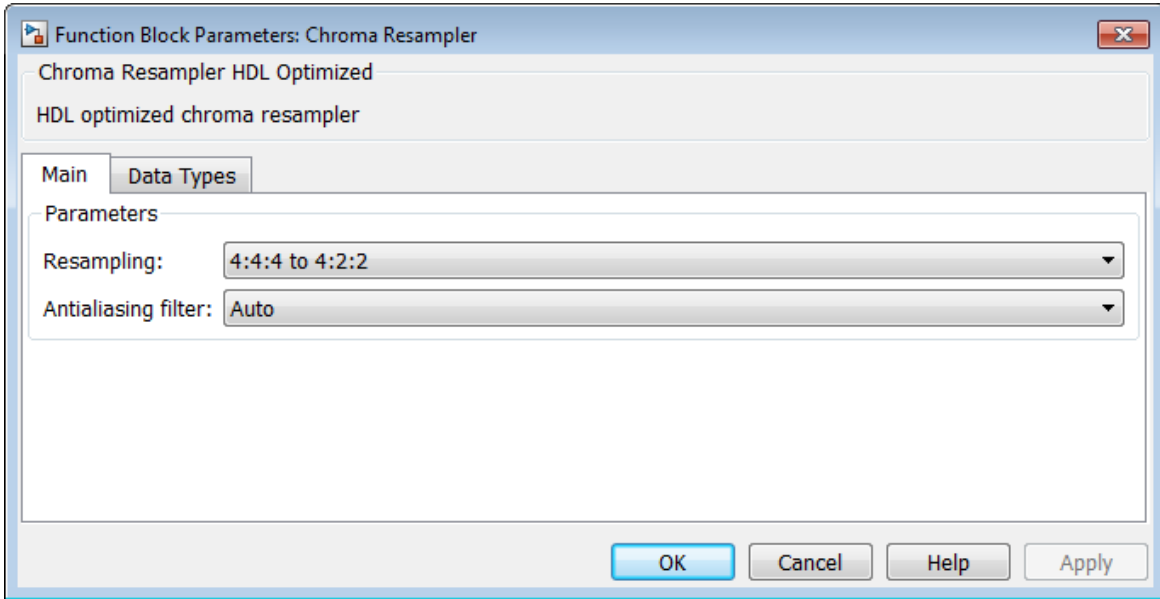 Function Block Parameters: Chroma Resampler
Chroma Resampler HDL Optimized
HDL optimized chroma resampler
Main Data Types
Parameters
Resampling: 4:4:4 to 4:2:2
Antialiasing filter: Auto
OK Cancel Help Apply